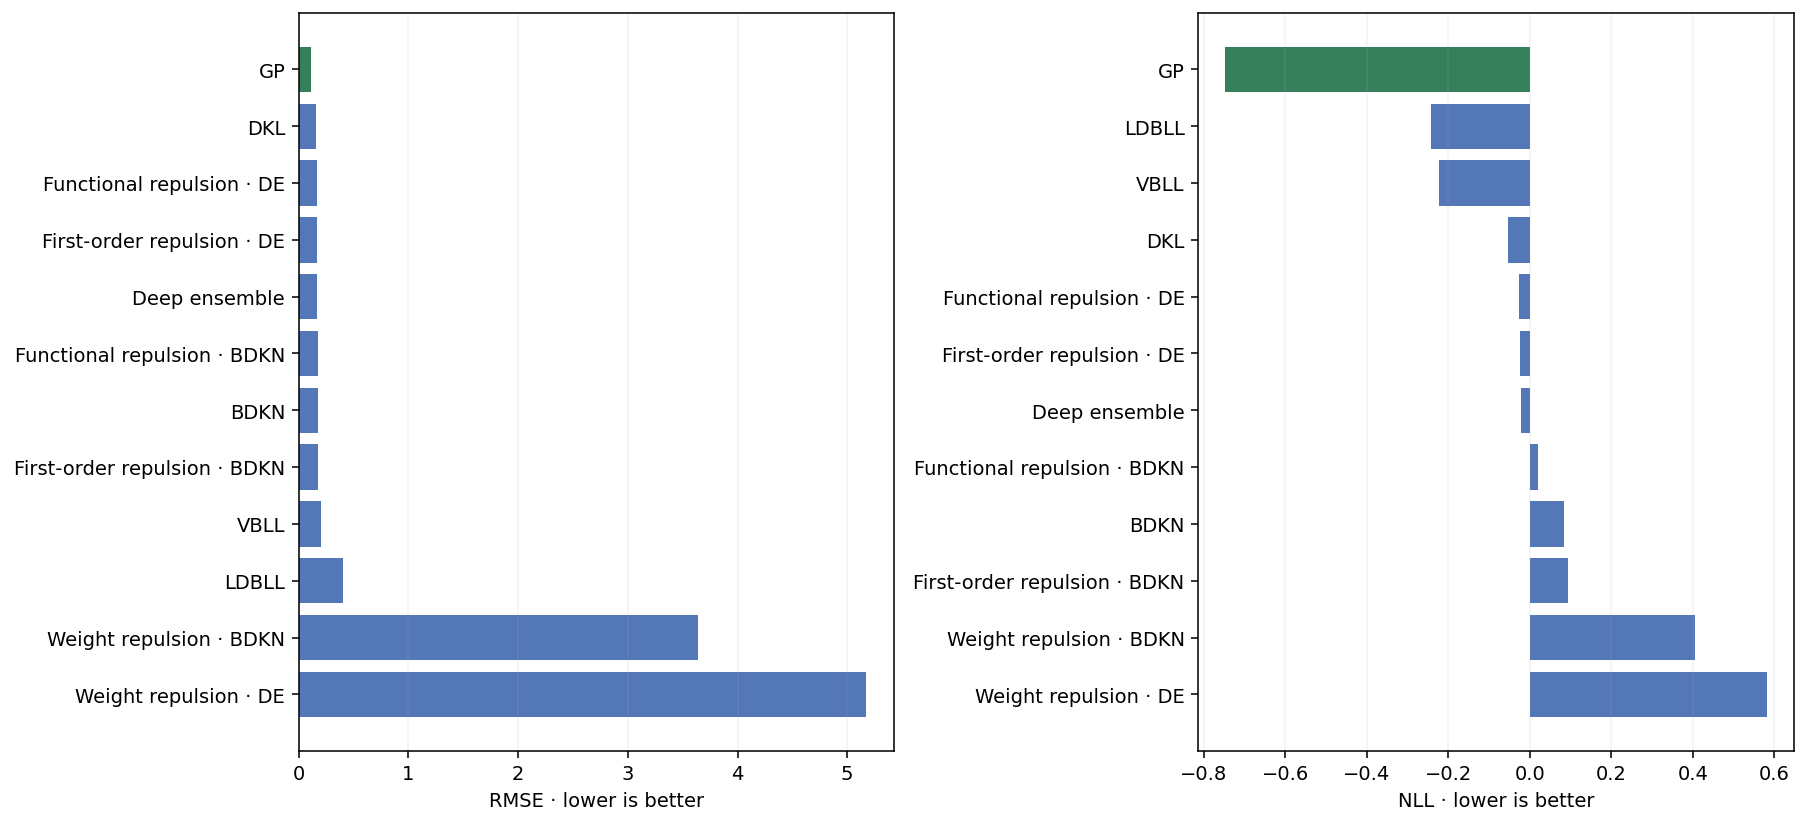 GP
DKL
Functional repulsion · DE
First-order repulsion · DE
Deep ensemble
Functional repulsion · BDKN
BDKN
First-order repulsion · BDKN
VBLL
LDBLL
Weight repulsion · BDKN
Weight repulsion · DE
0 1 2 3 4 5
RMSE · lower is better
GP
LDBLL
VBLL
DKL
Functional repulsion · DE
First-order repulsion · DE
Deep ensemble
Functional repulsion · BDKN
BDKN
First-order repulsion · BDKN
Weight repulsion · BDKN
Weight repulsion · DE
−0.8 −0.6 −0.4 −0.2 0.0 0.2 0.4 0.6
NLL · lower is better